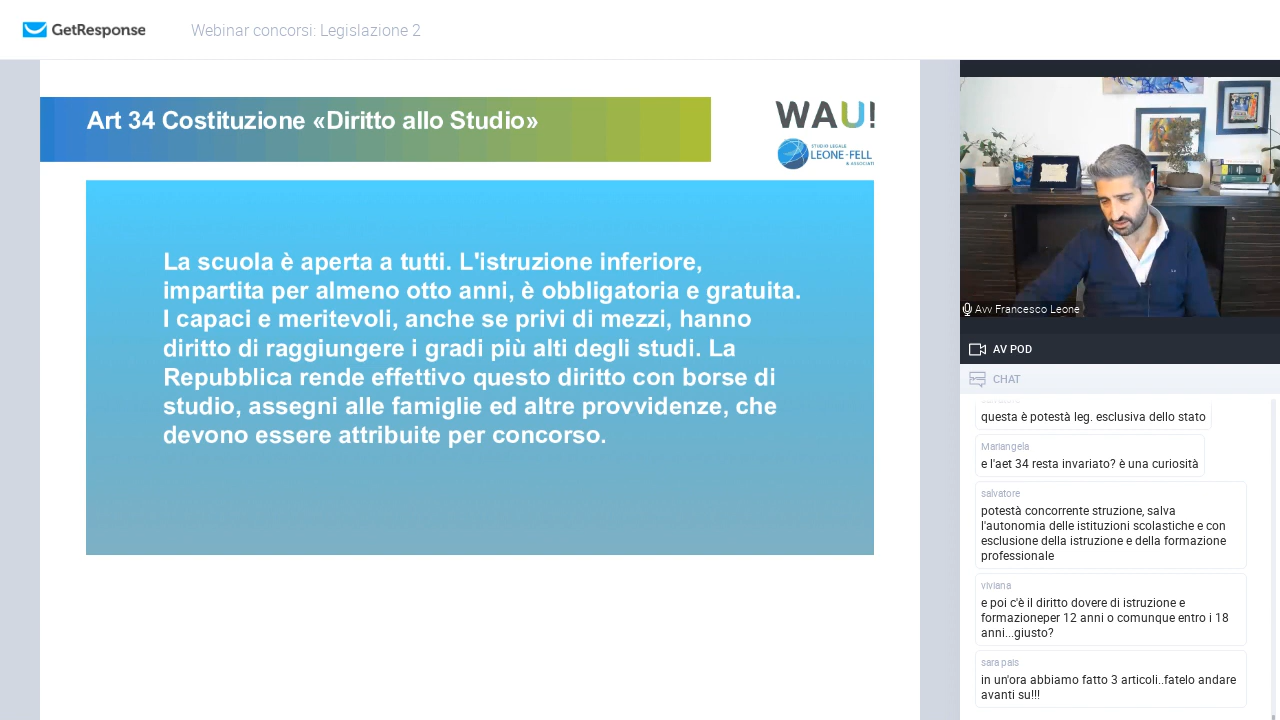 GetResponse
Webinar concorsi: Legislazione 2
Art 34 Costituzione «Diritto allo Studio»
WAU!
STUDIO LEGALE
LEONE-FELL
& ASSOCIATI
La scuola è aperta a tutti. L'istruzione inferiore,
impartita per almeno otto anni, è obbligatoria e gratuita.
I capaci e meritevoli, anche se privi di mezzi, hanno
diritto di raggiungere i gradi più alti degli studi. La
Repubblica rende effettivo questo diritto con borse di
studio, assegni alle famiglie ed altre provvidenze, che
devono essere attribuite per concorso.
Avv Francesco Leone
AV POD
CHAT
questa è potestà leg. esclusiva dello stato
Mariangela
e l'aet 34 resta invariato? è una curiosità
salvatore
potestà concorrente struzione, salva
l'autonomia delle istituzioni scolastiche e con
esclusione della istruzione e della formazione
professionale
viviana
e poi c'è il diritto dovere di istruzione e
formazioneper 12 anni o comunque entro i 18
anni...giusto?
sara pais
in un'ora abbiamo fatto 3 articoli..fatelo andare
avanti su!!!